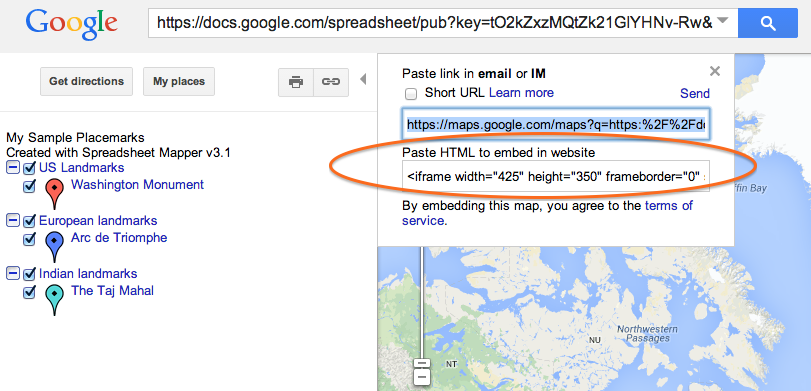 Google
https://docs.google.com/spreadsheet/pub?key=tO2kZxzMQtZk21GlYHNv-Rw&
Get directions
My places
My Sample Placemarks
Created with Spreadsheet Mapper v3.1
US Landmarks
Washington Monument
European landmarks
Arc de Triomphe
Indian landmarks
The Taj Mahal
Paste link in email or IM
Short URL Learn more
Send
https://maps.google.com/maps?q=https:%2F%2Fd
Paste HTML to embed in website
<iframe width="425" height="350" frameborder="0"
By embedding this map, you agree to the terms of
service.
ffin Bay
Northwestern
Passages
NU
NT